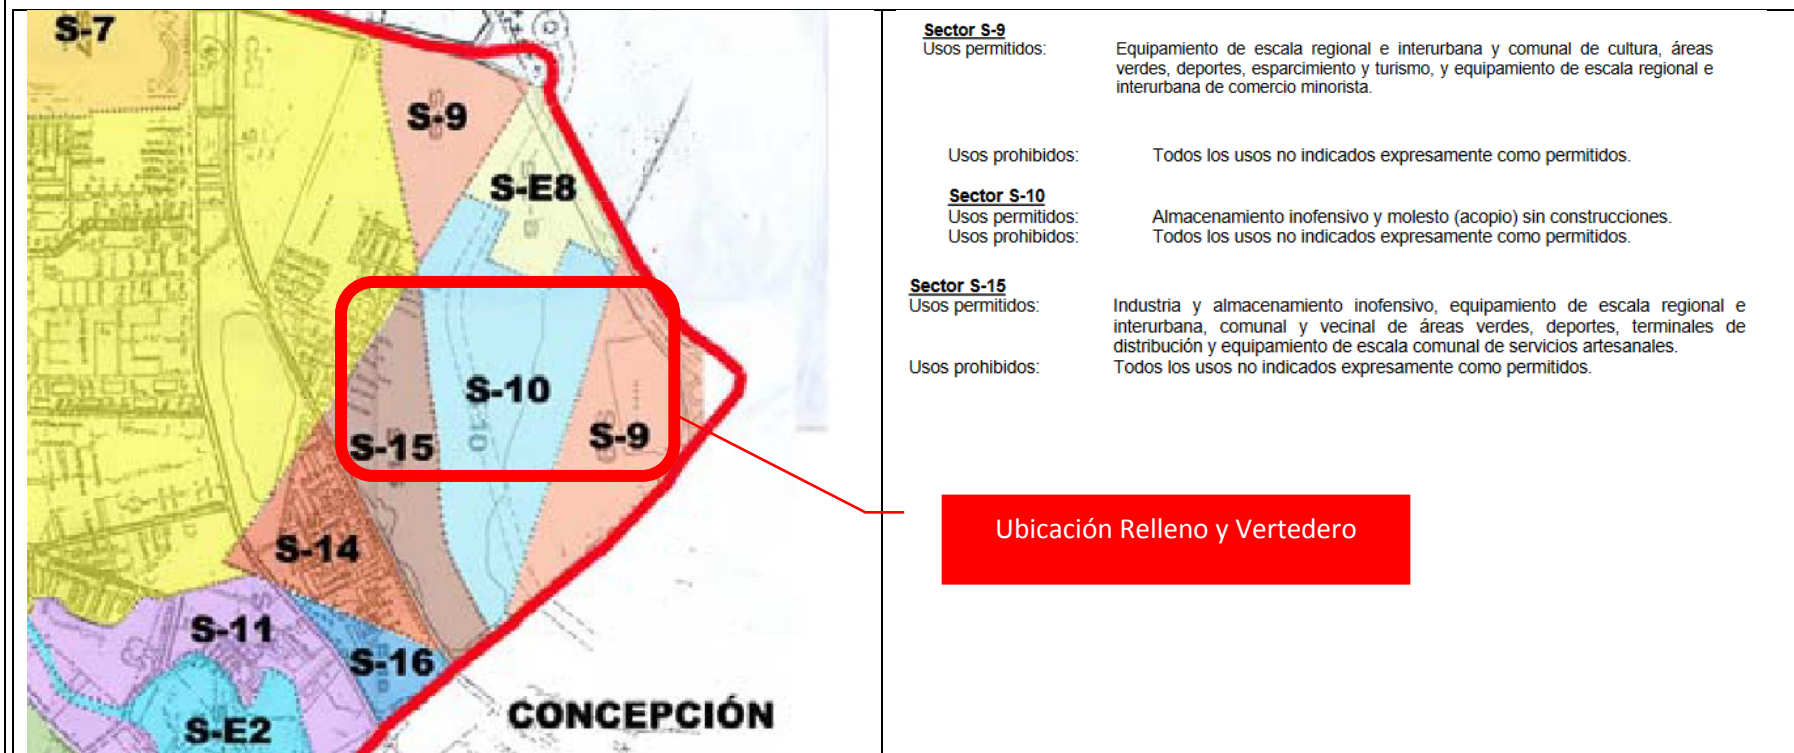 S-7
S-9
S-E8
S-10
S-15
S-9
S-14
S-11
S-16
S-E2
CONCEPCIÓN
Sector S-9
Usos permitidos: Equipamiento de escala regional e interurbana y comunal de cultura, áreas
verdes, deportes, esparcimiento y turismo, y equipamiento de escala regional e
interurbana de comercio minorista.
Usos prohibidos: Todos los usos no indicados expresamente como permitidos.
Sector S-10
Usos permitidos: Almacenamiento inofensivo y molesto (acopio) sin construcciones.
Usos prohibidos: Todos los usos no indicados expresamente como permitidos.
Sector S-15
Usos permitidos: Industria y almacenamiento inofensivo, equipamiento de escala regional e
interurbana, comunal y vecinal de áreas verdes, deportes, terminales de
distribución y equipamiento de escala comunal de servicios artesanales.
Usos prohibidos: Todos los usos no indicados expresamente como permitidos.
Ubicación Relleno y Vertedero